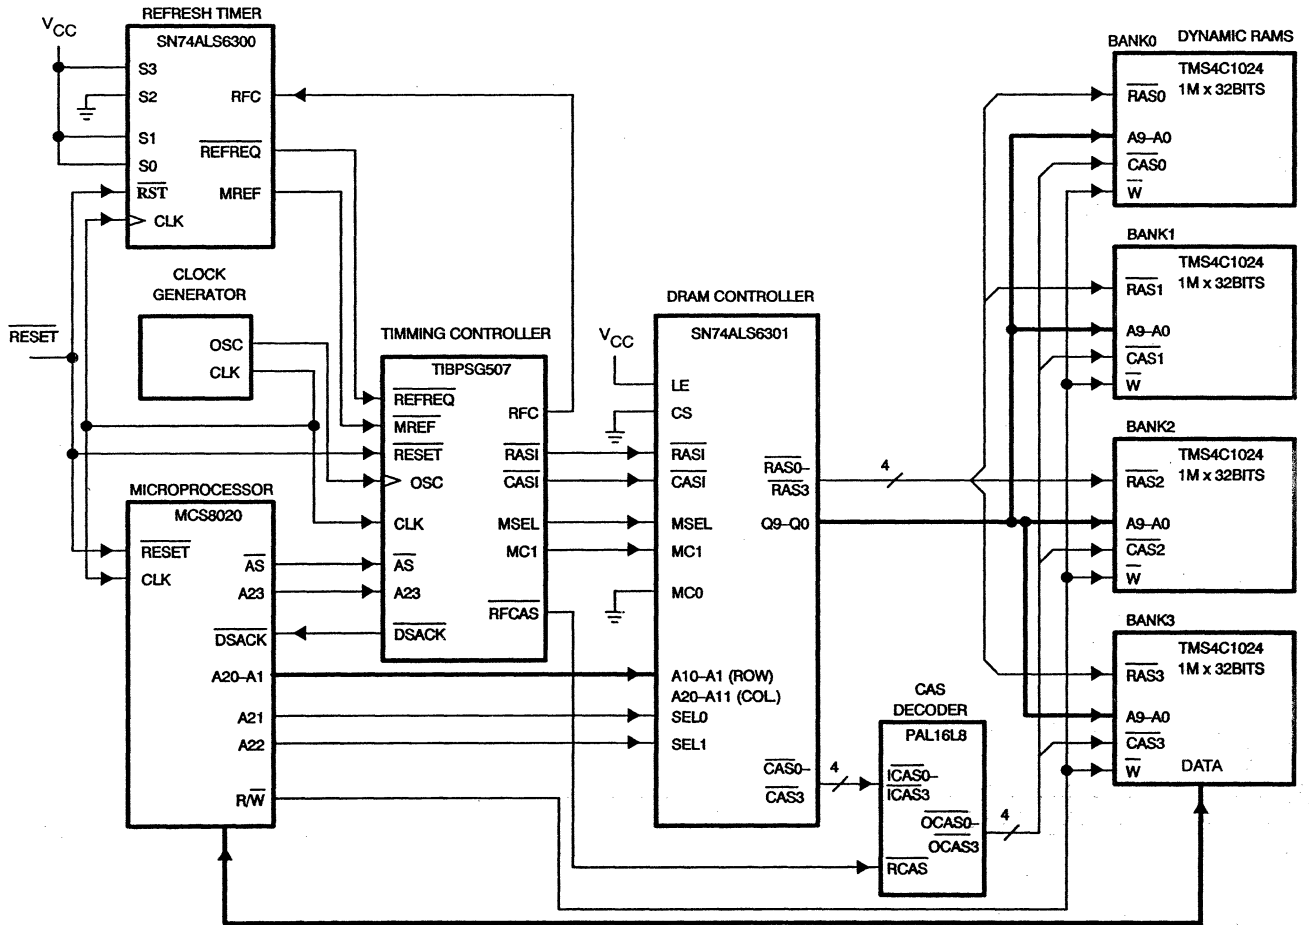 REFRESH TIMER
VCC
SN74ALS6300
S3
S2
RFC
S1
REFREQ
S0
RST
MREF
CLK
CLOCK
GENERATOR
OSC
CLK
RESET
TIMMING CONTROLLER
TIBPSG507
REFREQ
RFC
MREF
RESET
RASI
OSC
CASI
CLK
MSEL
MC1
AS
A23
RFCAS
DSACK
MICROPROCESSOR
MCS8020
RESET
AS
CLK
A23
DSACK
A20–A1
A21
A22
R/W
DRAM CONTROLLER
SN74ALS6301
VCC
LE
CS
RASI
RAS0–
CASI
RAS3
MSEL
Q9–Q0
MC1
MC0
A10–A1 (ROW)
A20–A11 (COL.)
SEL0
SEL1
CAS0–
CAS3
4
4
CAS
DECODER
PAL16L8
ICAS0–
ICAS3
OCAS0–
OCAS3
RCAS
4
BANK0
DYNAMIC RAMS
TMS4C1024
1M x 32BITS
RAS0
A9–A0
CAS0
W
BANK1
TMS4C1024
1M x 32BITS
RAS1
A9–A0
CAS1
W
BANK2
TMS4C1024
1M x 32BITS
RAS2
A9–A0
CAS2
W
BANK3
TMS4C1024
1M x 32BITS
RAS3
A9–A0
CAS3
W
DATA